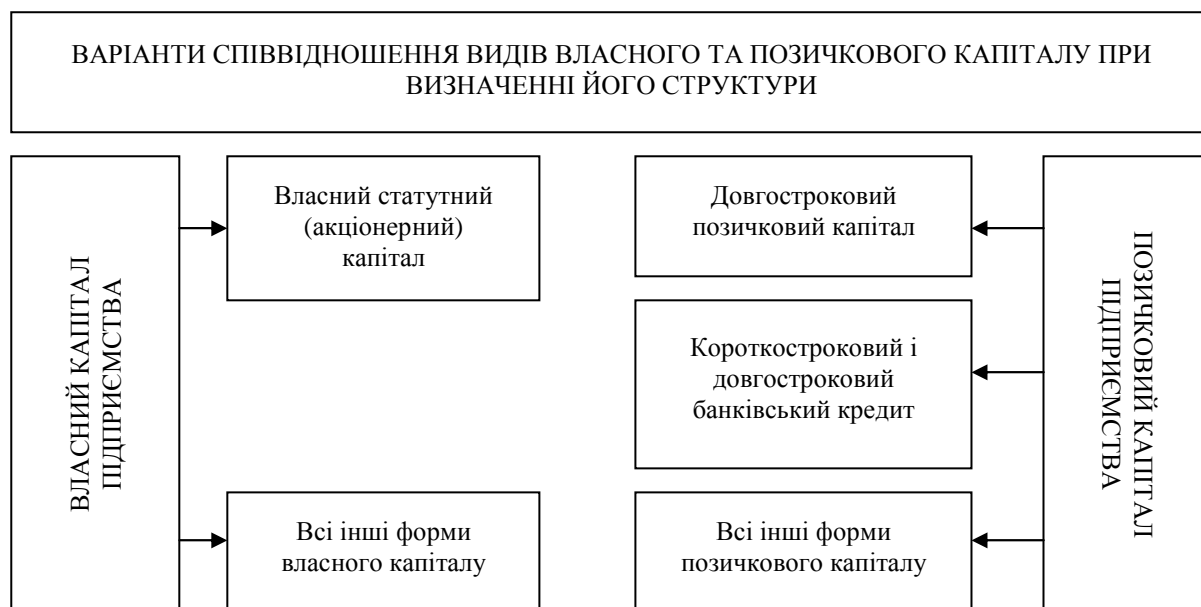 ВАРІАНТИ СПІВВІДНОШЕННЯ ВИДІВ ВЛАСНОГО ТА ПОЗИЧКОВОГО КАПІТАЛУ ПРИ
ВИЗНАЧЕННІ ЙОГО СТРУКТУРИ
ВЛАСНИЙ КАПІТАЛ
ПІДПРИЄМСТВА
Власний статутний
(акціонерний)
капітал
Всі інші форми
власного капіталу
Довгостроковий
позичковий капітал
Короткостроковий і
довгостроковий
банківський кредит
Всі інші форми
позичкового капіталу
ПОЗИЧКОВИЙ КАПІТАЛ
ПІДПРИЄМСТВА